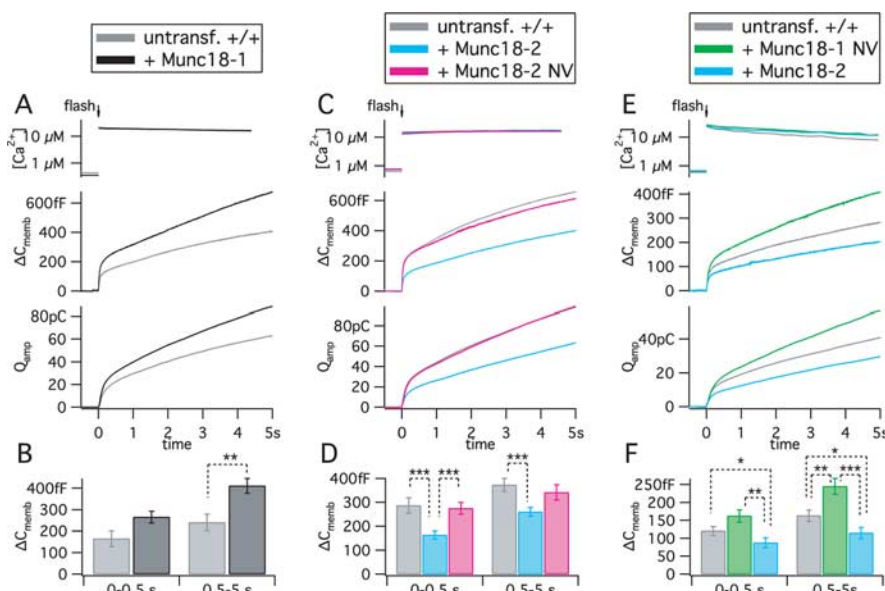 untransf. +/+
+ Munc18-1
untransf. +/+
+ Munc18-2
+ Munc18-2 NV
untransf. +/+
+ Munc18-1 NV
+ Munc18-2
A
flash
[Ca2+]
10 µM
1 µM
ΔCmemb
600fF
400
200
0
Qamp
80pC
60
40
20
0
0 1 2 3 4 5s
time
B
**
ΔCmemb
400fF
300
200
100
0
0-0.5 s 0.5-5 s
C
flash
[Ca2+]
10 µM
1 µM
ΔCmemb
600fF
400
200
0
Qamp
80pC
60
40
20
0
0 1 2 3 4 5s
time
D
*** *** ***
ΔCmemb
400fF
300
200
100
0
0-0.5 s 0.5-5 s
E
flash
[Ca2+]
10 µM
1 µM
ΔCmemb
400fF
300
200
100
0
Qamp
40pC
20
0
0 1 2 3 4 5s
time
F
* *
** ** ***
ΔCmemb
250fF
200
150
100
50
0
0-0.5 s 0.5-5s